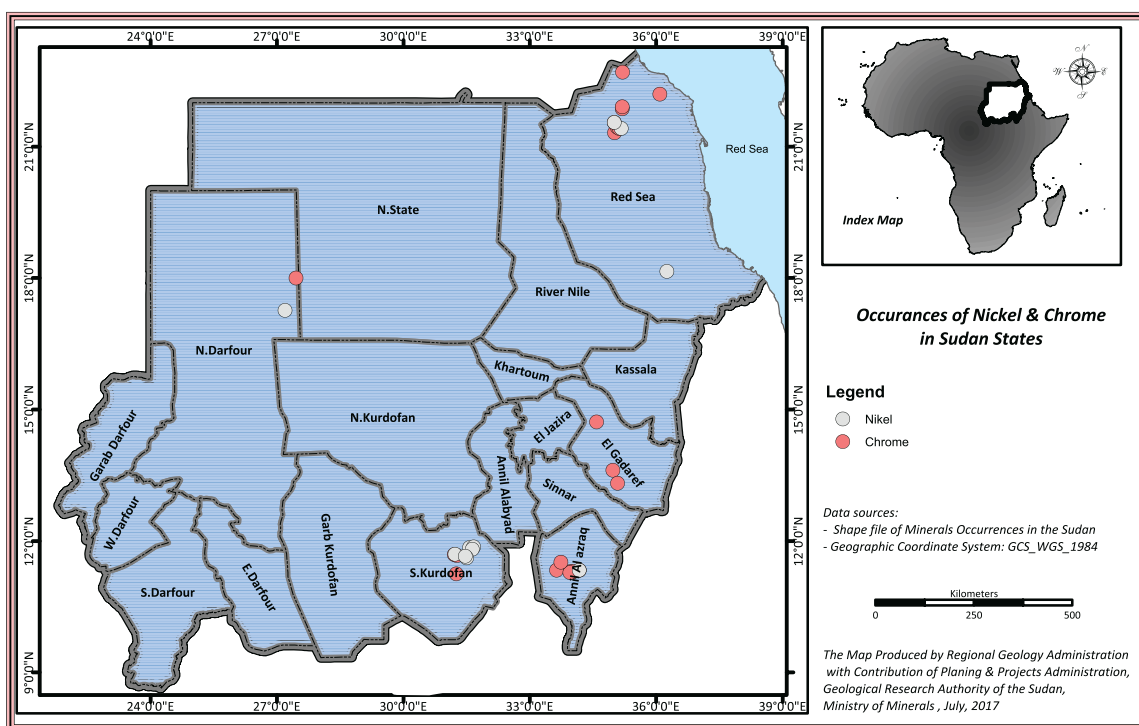 24°0'0"E 27°0'0"E 30°0'0"E 33°0'0"E 36°0'0"E 39°0'0"E
21°0'0"N 21°0'0"N
18°0'0"N 18°0'0"N
15°0'0"N 15°0'0"N
12°0'0"N 12°0'0"N
9°0'0"N 9°0'0"N
Red Sea
Red Sea
N.State
River Nile
N.Darfour
Khartoum
Kassala
N.Kurdofan
El Jazira
Garab Darfour
El Gadaref
Annil Alabyad
Sinnar
W.Darfour
Garb Kurdofan
Annil Al azraq
S.Kurdofan
E.Darfour
S.Darfour
24°0'0"E 27°0'0"E 30°0'0"E 33°0'0"E 36°0'0"E 39°0'0"E
N
W E
S
Index Map
Occurances of Nickel & Chrome
in Sudan States
Legend
Nikel
Chrome
Data sources:
- Shape file of Minerals Occurrences in the Sudan
- Geographic Coordinate System: GCS_WGS_1984
Kilometers
0 250 500
The Map Produced by Regional Geology Administration
with Contribution of Planing & Projects Administration,
Geological Research Authority of the Sudan,
Ministry of Minerals , July, 2017